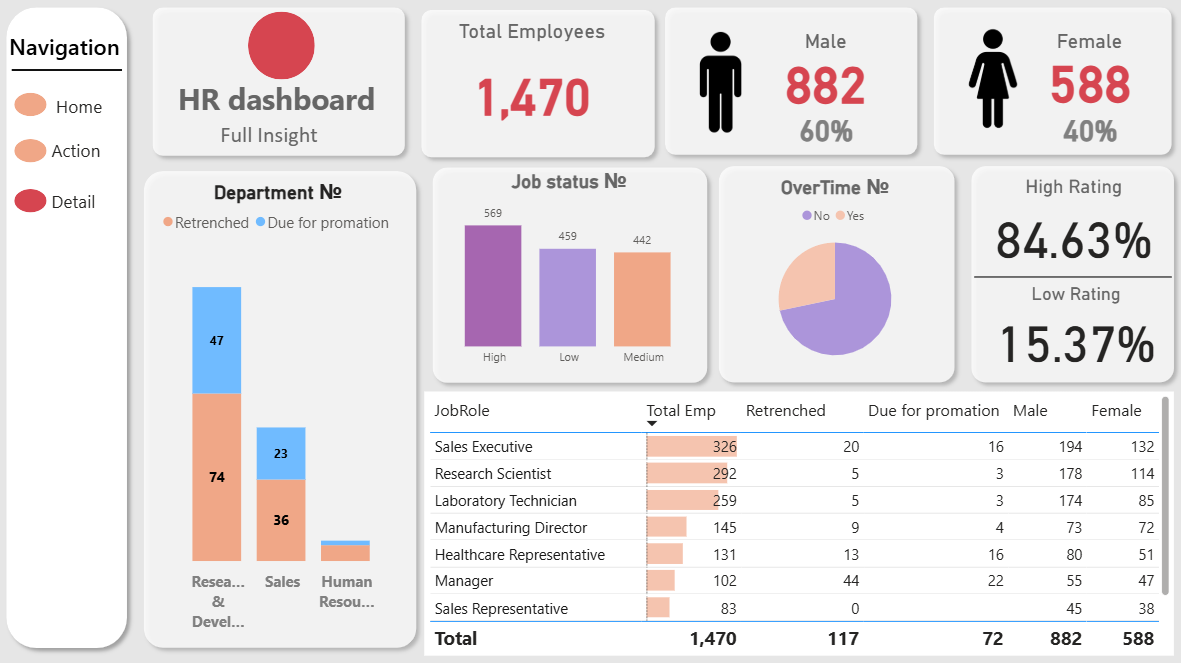 Navigation
Home
Action
Detail
HR dashboard
Full Insight
Total Employees
1,470
Male
882
60%
Female
588
40%
Department №
Retrenched Due for promation
47
74
23
36
Resea...
&
Devel...
Sales
Human
Resou...
Job status №
569
459
442
High Low Medium
OverTime №
No Yes
High Rating
84.63%
Low Rating
15.37%
JobRole Total Emp Retrenched Due for promation Male Female
Sales Executive 326 20 16 194 132
Research Scientist 292 5 3 178 114
Laboratory Technician 259 5 3 174 85
Manufacturing Director 145 9 4 73 72
Healthcare Representative 131 13 16 80 51
Manager 102 44 22 55 47
Sales Representative 83 0 45 38
Total 1,470 117 72 882 588